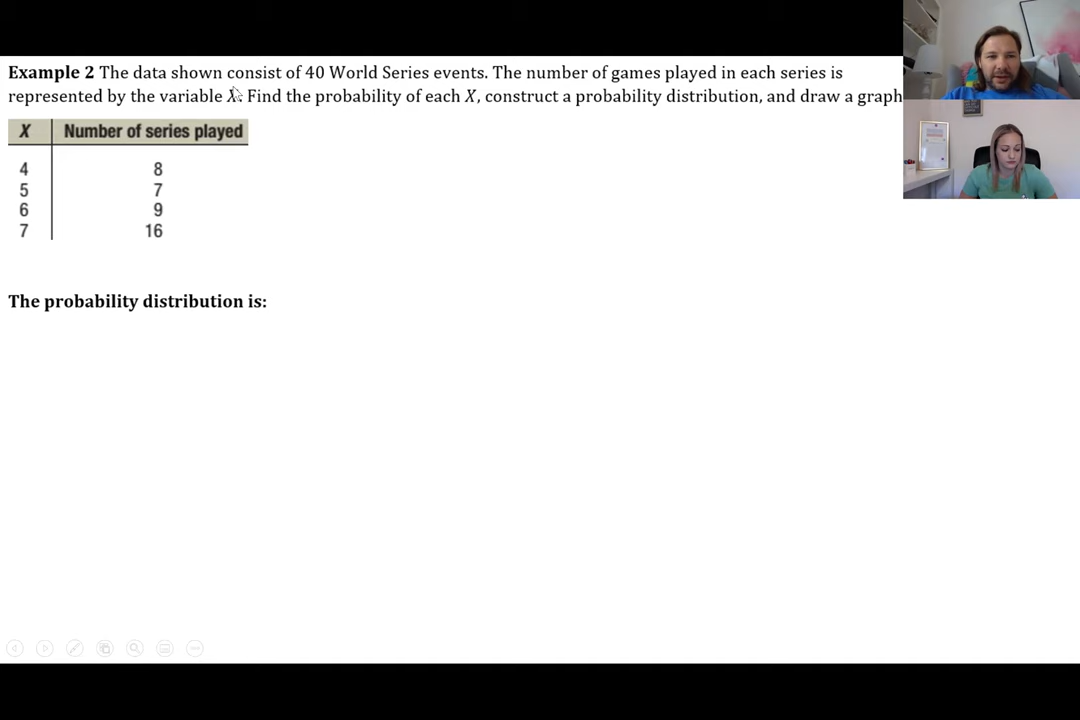 Example 2 The data shown consist of 40 World Series events. The number of games played in each series is
represented by the variable X. Find the probability of each X, construct a probability distribution, and draw a graph
X Number of series played
4 8
5 7
6 9
7 16
The probability distribution is: